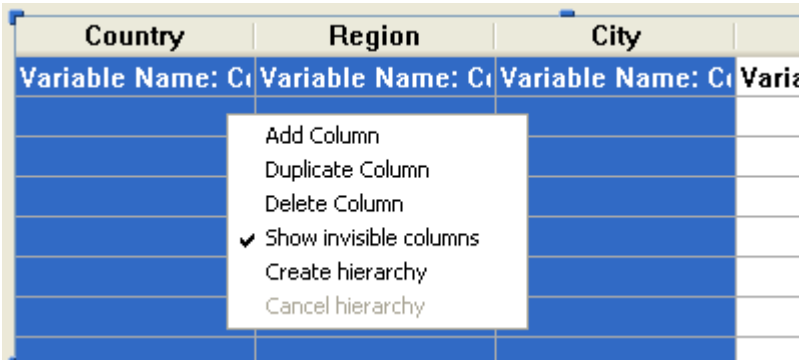 Country Region City
Variable Name: Variable Name: Variable Name:
Add Column
Duplicate Column
Delete Column
Show invisible columns
Create hierarchy
Cancel hierarchy